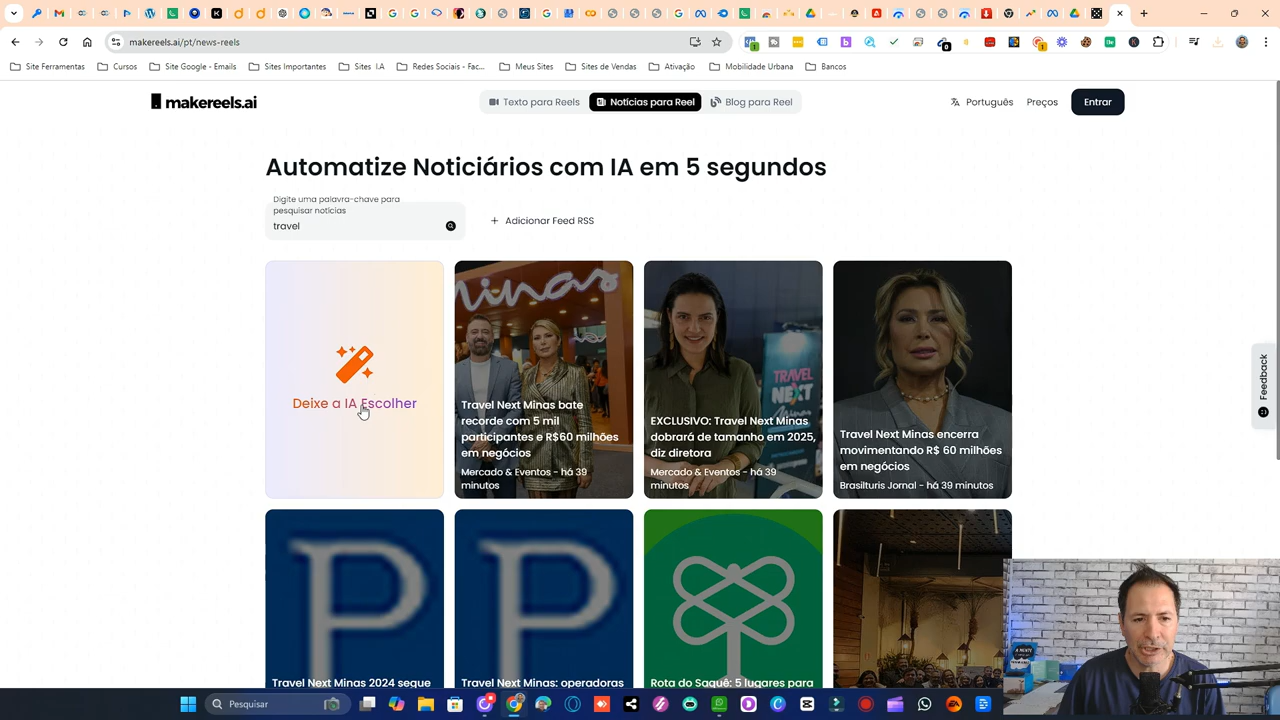 makereels.ai/pt/news-reels
Site Ferramentas
Cursos
Site Google - Emails
Sites Importantes
Sites I.A
Redes Sociais - Fac...
Meus Sites
Sites de Vendas
Ativação
Mobilidade Urbana
Bancos
makereels.ai
Texto para Reels
Notícias para Reel
Blog para Reel
Português
Preços
Entrar
Automatize Noticiários com IA em 5 segundos
Digite uma palavra-chave para
pesquisar notícias
travel
Adicionar Feed RSS
Deixe a IA Escolher
Travel Next Minas bate
recorde com 5 mil
participantes e R$60 milhões
em negócios
Mercado & Eventos - há 39
minutos
EXCLUSIVO: Travel Next Minas
dobrará de tamanho em 2025,
diz diretora
Mercado & Eventos - há 39
minutos
Travel Next Minas encerra
movimentando R$ 60 milhões
em negócios
Brasilturis Jornal - há 39 minutos
TRAVEL
NEXT
Minas
Feedback
Travel Next Minas 2024 segue
Travel Next Minas: operadoras
Rota do Saquê: 5 lugares para
Pesquisar